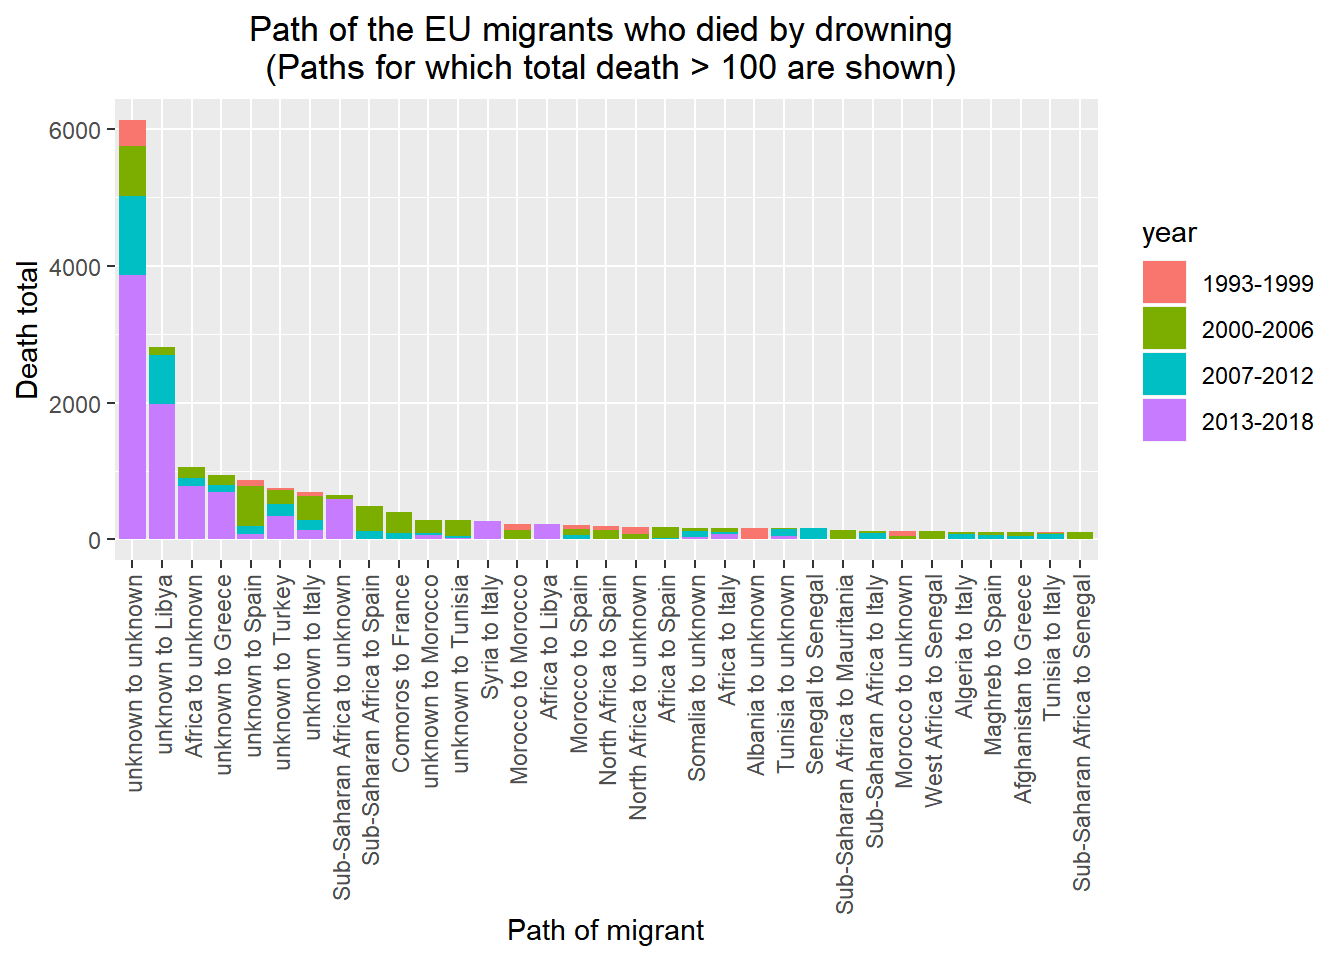 Path of the EU migrants who died by drowning
(Paths for which total death > 100 are shown)
Death total
6000
4000
2000
0
year
1993-1999
2000-2006
2007-2012
2013-2018
unknown to unknown
unknown to Libya
Africa to unknown
unknown to Greece
unknown to Spain
unknown to Turkey
unknown to Italy
Sub-Saharan Africa to unknown
Sub-Saharan Africa to Spain
Comoros to France
unknown to Morocco
unknown to Tunisia
Syria to Italy
Morocco to Morocco
Africa to Libya
Morocco to Spain
North Africa to Spain
North Africa to unknown
Africa to Spain
Somalia to unknown
Africa to Italy
Albania to unknown
Tunisia to unknown
Senegal to Senegal
Sub-Saharan Africa to Mauritania
Sub-Saharan Africa to Italy
Morocco to unknown
West Africa to Senegal
Algeria to Italy
Maghreb to Spain
Afghanistan to Greece
Tunisia to Italy
Sub-Saharan Africa to Senegal
Path of migrant